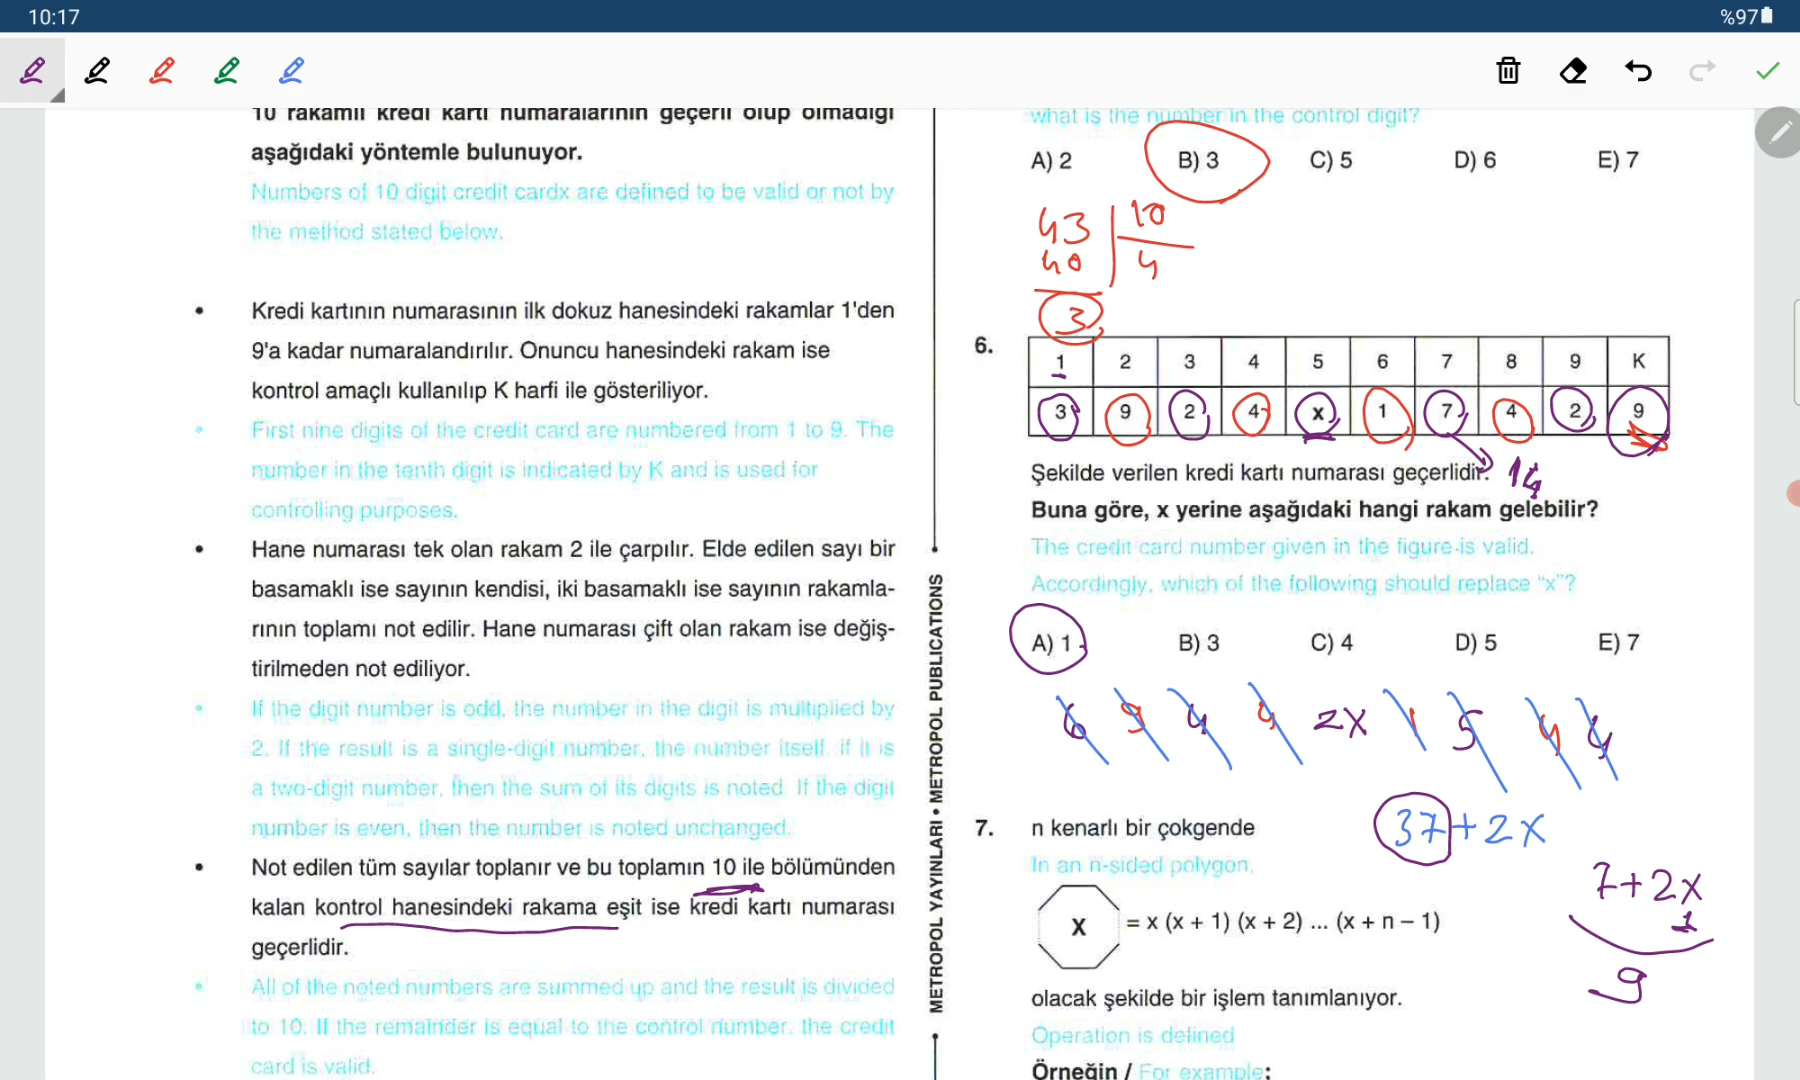 10:17
%97
10 rakamlı kredi kartı numaralarının geçerli olup olmadığı
aşağıdaki yöntemle bulunuyor.
Numbers of 10 digit credit cardx are defined to be valid or not by
the method stated below.
• Kredi kartının numarasının ilk dokuz hanesindeki rakamlar 1'den
9'a kadar numaralandırılır. Onuncu hanesindeki rakam ise
kontrol amaçlı kullanılıp K harfi ile gösteriliyor.
• First nine digits of the credit card are numbered from 1 to 9. The
number in the tenth digit is indicated by K and is used for
controlling purposes.
• Hane numarası tek olan rakam 2 ile çarpılır. Elde edilen sayı bir
basamaklı ise sayının kendisi, iki basamaklı ise sayının rakamla-
rının toplamı not edilir. Hane numarası çift olan rakam ise değiş-
tirilmeden not ediliyor.
• If the digit number is odd, the number in the digit is multiplied by
2. If the result is a single-digit number, the number itself, if it is
a two-digit number, then the sum of its digits is noted. If the digit
number is even, then the number is noted unchanged.
• Not edilen tüm sayılar toplanır ve bu toplamın 10 ile bölümünden
kalan kontrol hanesindeki rakama eşit ise kredi kartı numarası
geçerlidir.
• All of the noted numbers are summed up and the result is divided
to 10. If the remainder is equal to the control number, the credit
card is valid.
METROPOL YAYINLARI • METROPOL PUBLICATIONS
what is the number in the control digit?
A) 2 B) 3 C) 5 D) 6 E) 7
43 10
40 4
3
6.
1 2 3 4 5 6 7 8 9 K
3 9 2 4 x 1 7 4 2 9
Şekilde verilen kredi kartı numarası geçerlidir. 14
Buna göre, x yerine aşağıdaki hangi rakam gelebilir?
The credit card number given in the figure is valid.
Accordingly, which of the following should replace "x"?
A) 1 B) 3 C) 4 D) 5 E) 7
6 9 4 4 2x 1 5 4 4
37+2x
7+2x
1
9
7. n kenarlı bir çokgende
In an n-sided polygon,
x = x (x + 1) (x + 2) ... (x + n – 1)
olacak şekilde bir işlem tanımlanıyor.
Operation is defined
Örneğin / For example: